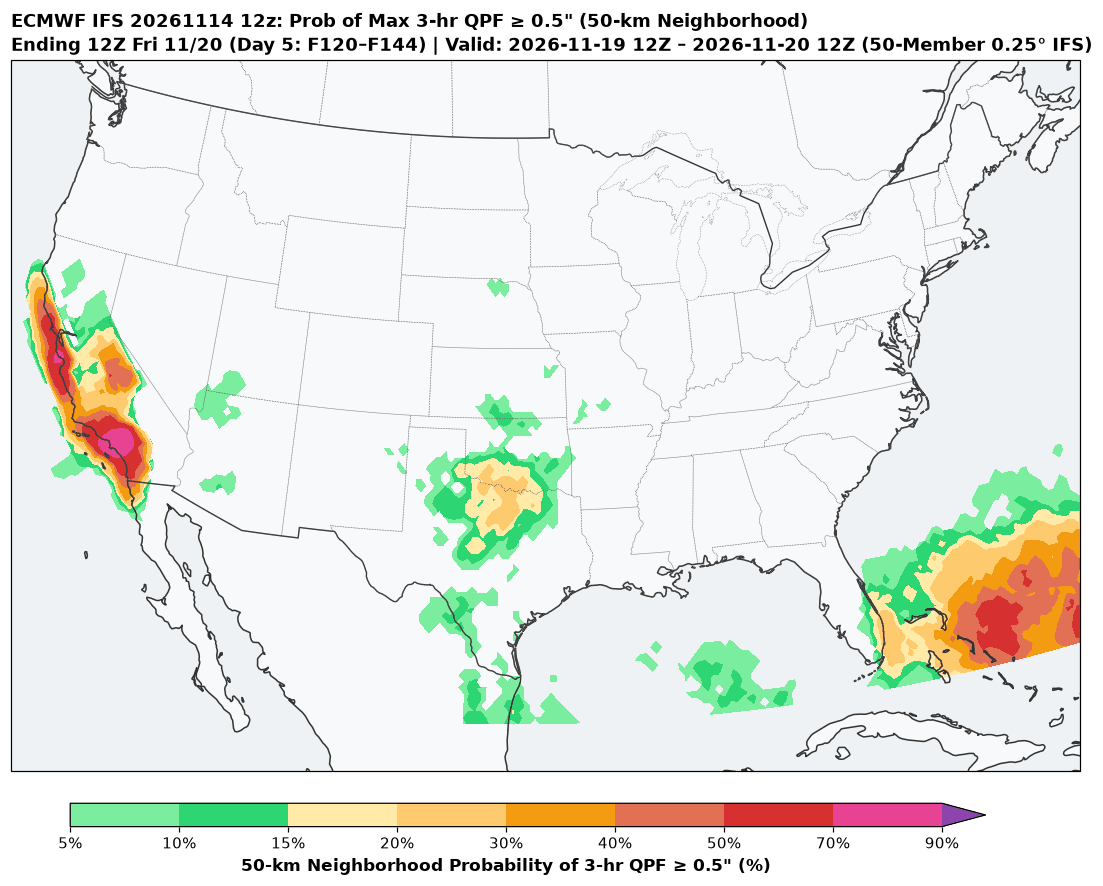 ECMWF IFS 20261114 12z: Prob of Max 3-hr QPF ≥ 0.5" (50-km Neighborhood)
Ending 12Z Fri 11/20 (Day 5: F120–F144) | Valid: 2026-11-19 12Z – 2026-11-20 12Z (50-Member 0.25° IFS)
5% 10% 15% 20% 30% 40% 50% 70% 90%
50-km Neighborhood Probability of 3-hr QPF ≥ 0.5" (%)